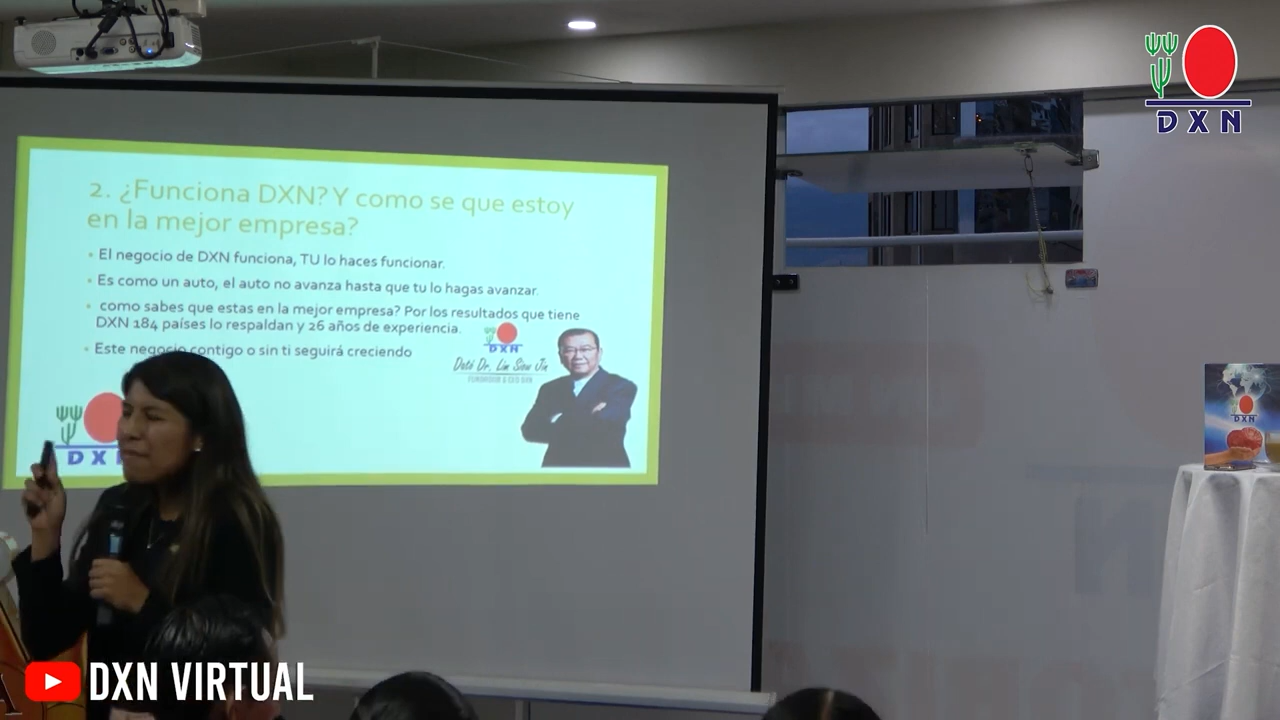 DXN
2. ¿Funciona DXN? Y como se que estoy
en la mejor empresa?
• El negocio de DXN funciona, TU lo haces funcionar.
• Es como un auto, el auto no avanza hasta que tu lo hagas avanzar.
• como sabes que estas en la mejor empresa? Por los resultados que tiene
DXN 184 países lo respaldan y 26 años de experiencia.
• Este negocio contigo o sin ti seguirá creciendo
DXN
Dató Dr. Lim Siow Jin
FUNDADOR & CEO DXN
DX
DXN
DXN VIRTUAL